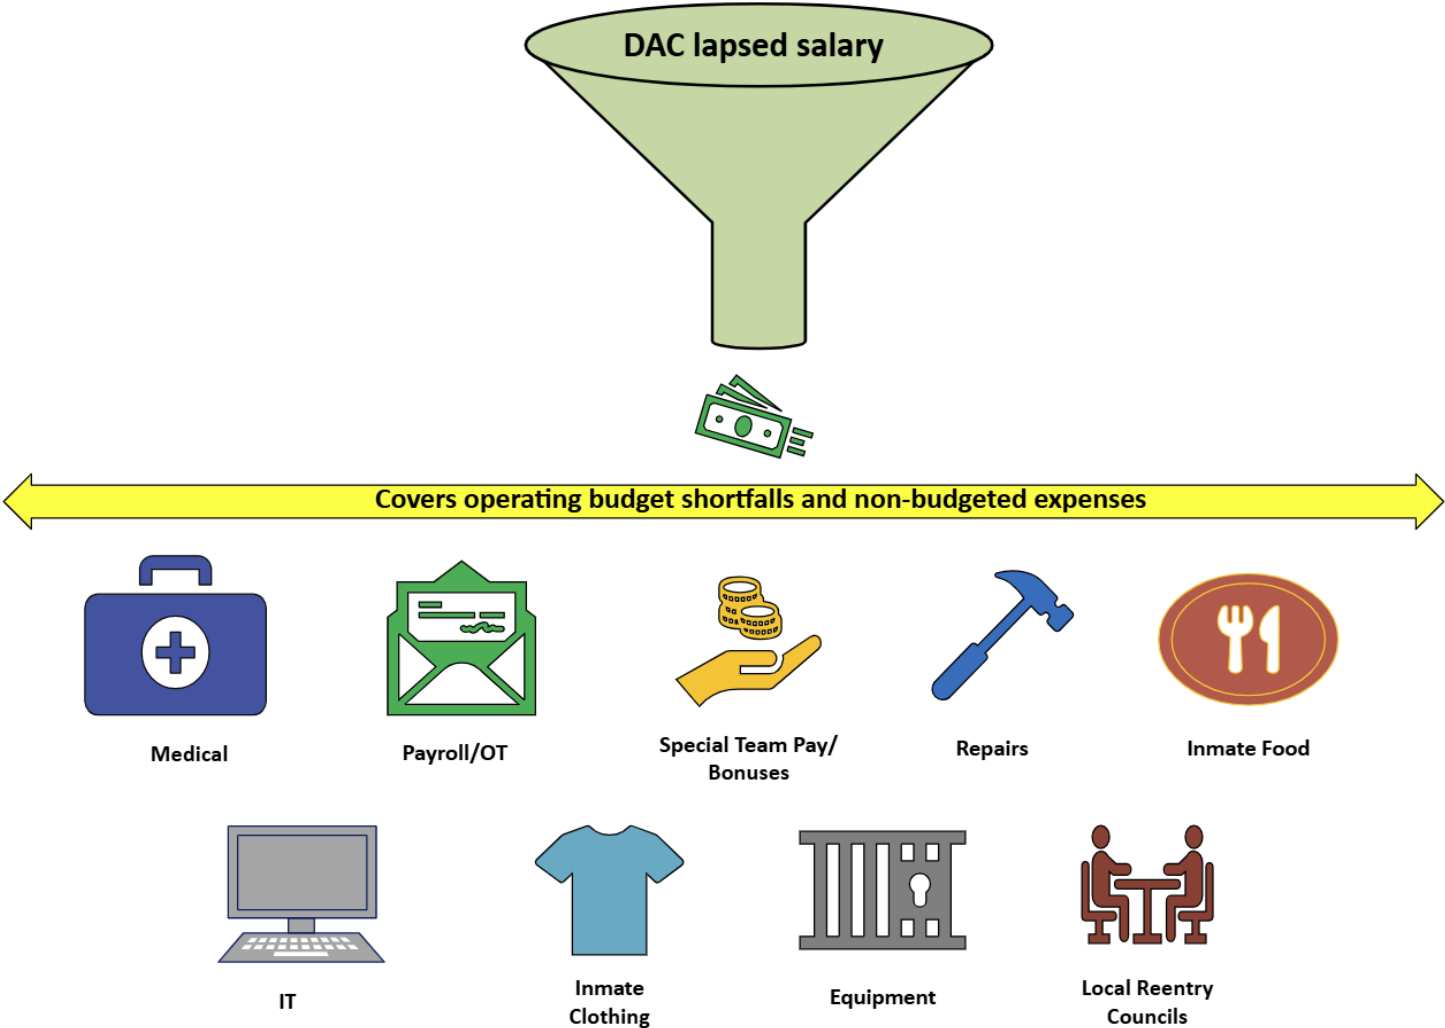 DAC lapsed salary
Covers operating budget shortfalls and non-budgeted expenses
Medical
Payroll/OT
Special Team Pay/
Bonuses
Repairs
Inmate Food
IT
Inmate
Clothing
Equipment
Local Reentry
Councils